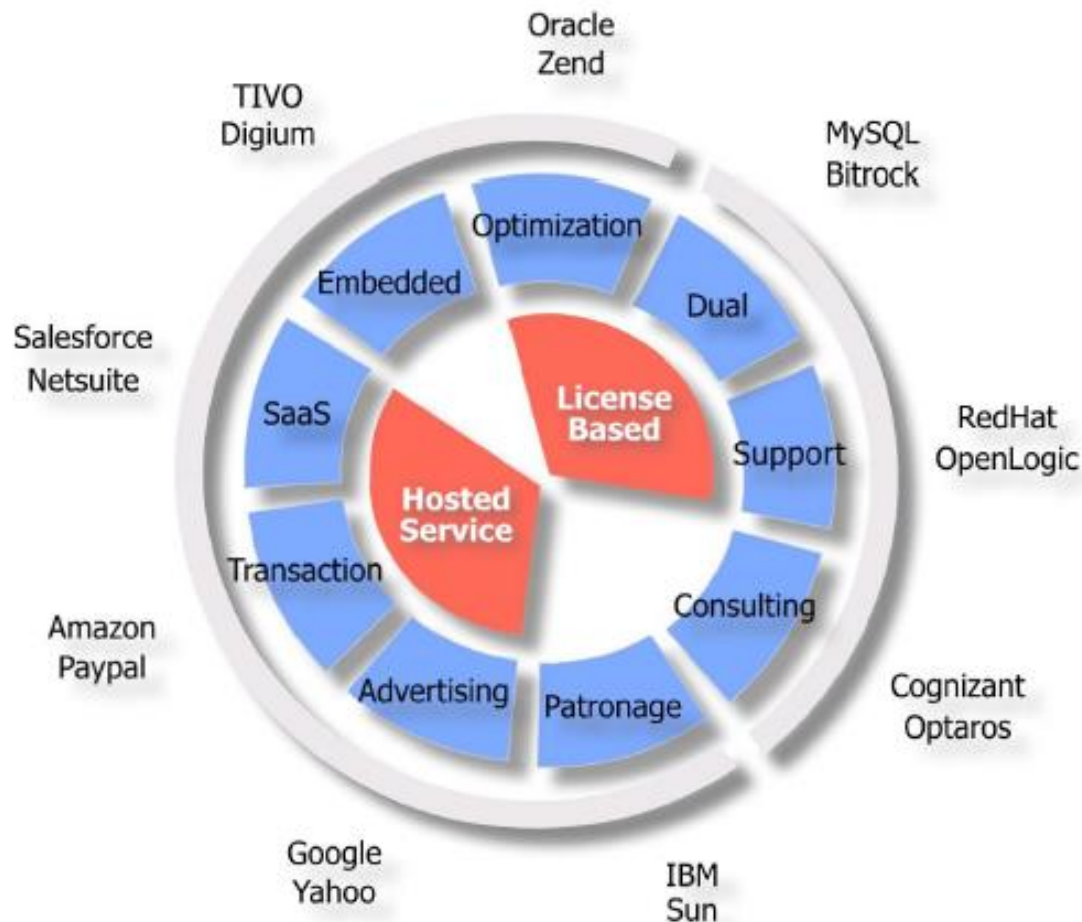 Oracle
Zend
TIVO
Digium
MySQL
Bitrock
Optimization
Embedded
Dual
Salesforce
Netsuite
SaaS
License
Based
Support
RedHat
OpenLogic
Hosted
Service
Transaction
Consulting
Amazon
Paypal
Advertising
Patronage
Cognizant
Optaros
Google
Yahoo
IBM
Sun